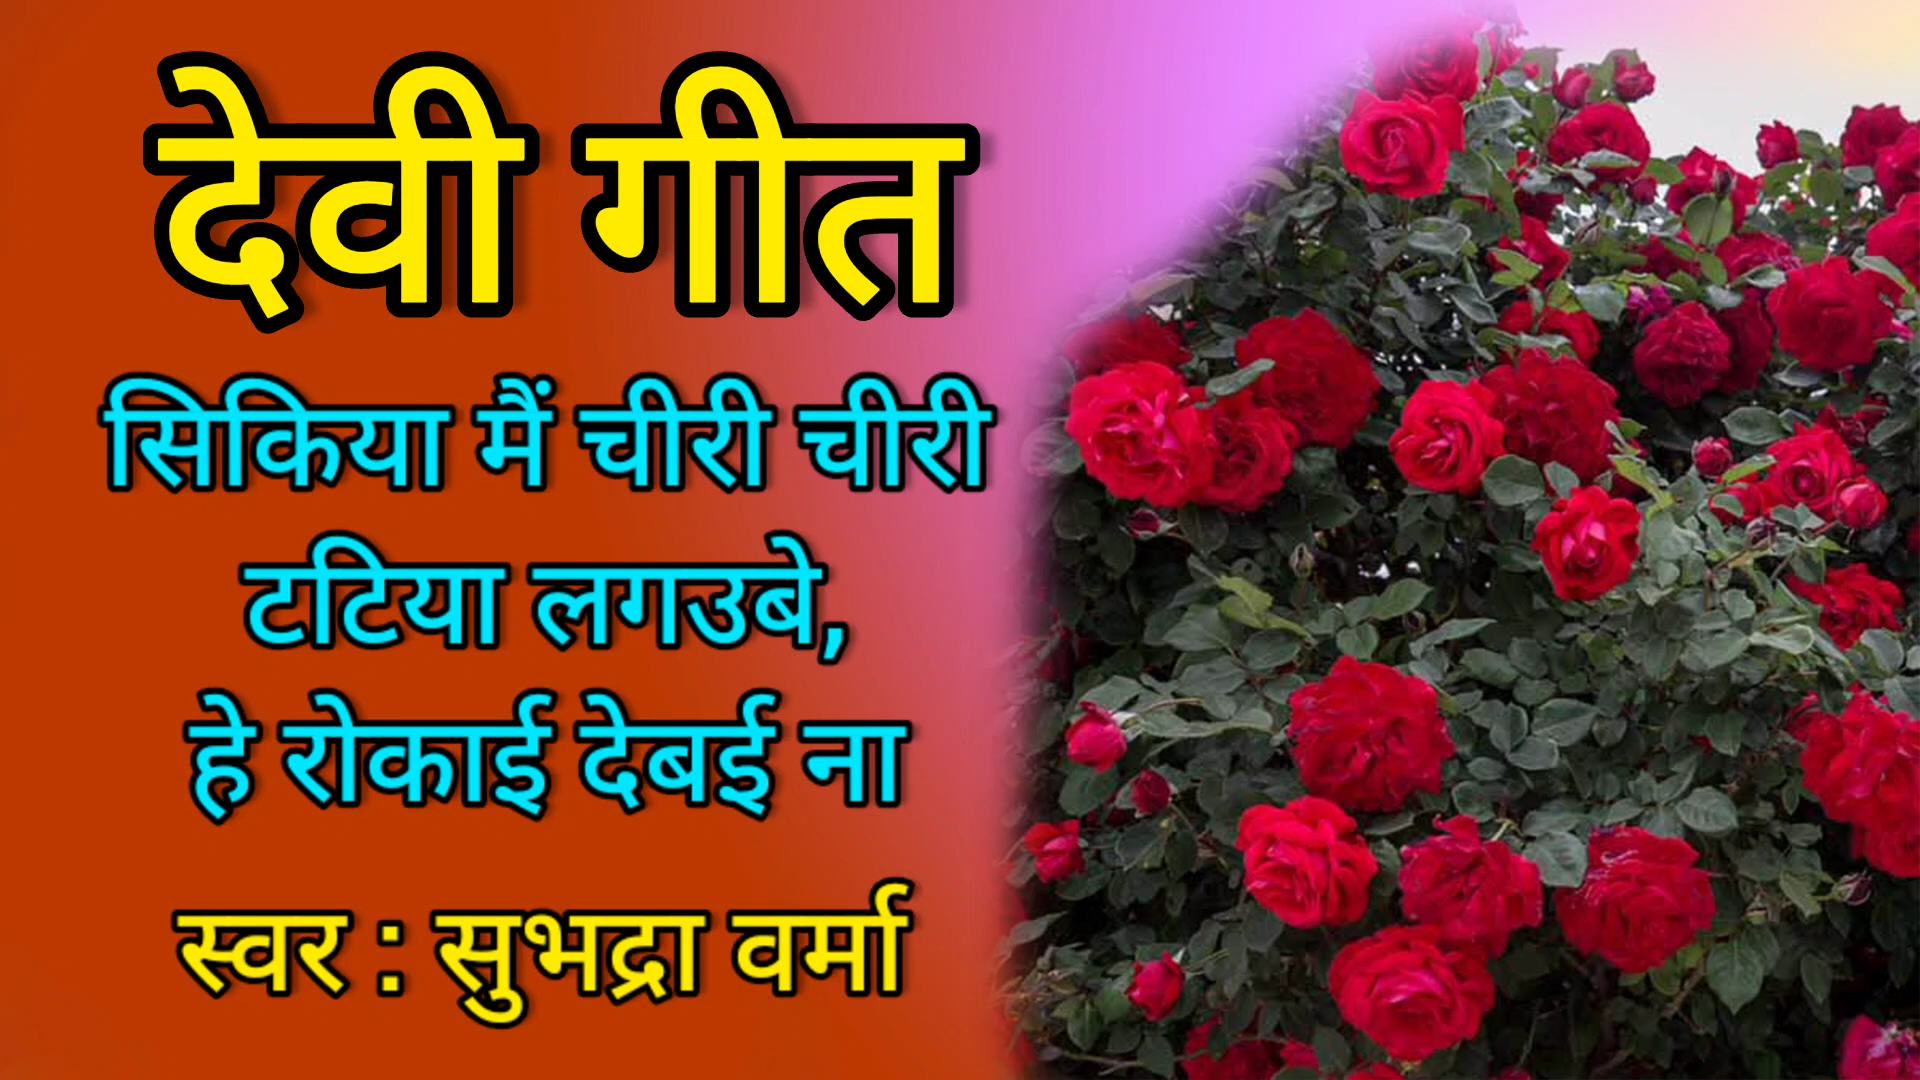 देवी गीत
सिकिया मैं चीरी चीरी
टटिया लगउबे,
हे रोकाई देबई ना
स्वर : सुभद्रा वर्मा